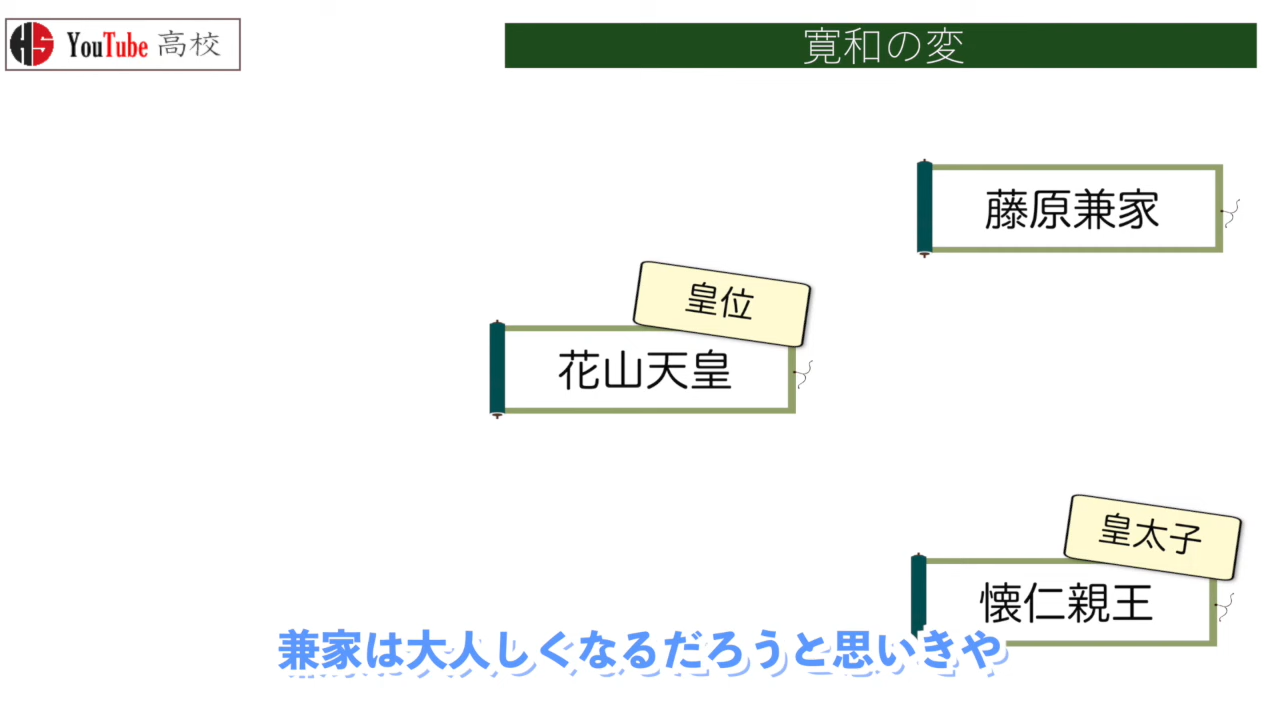 HS YouTube 高校
寛和の変
藤原兼家
皇位
花山天皇
皇太子
懐仁親王
兼家は大人しくなるだろうと思いきや